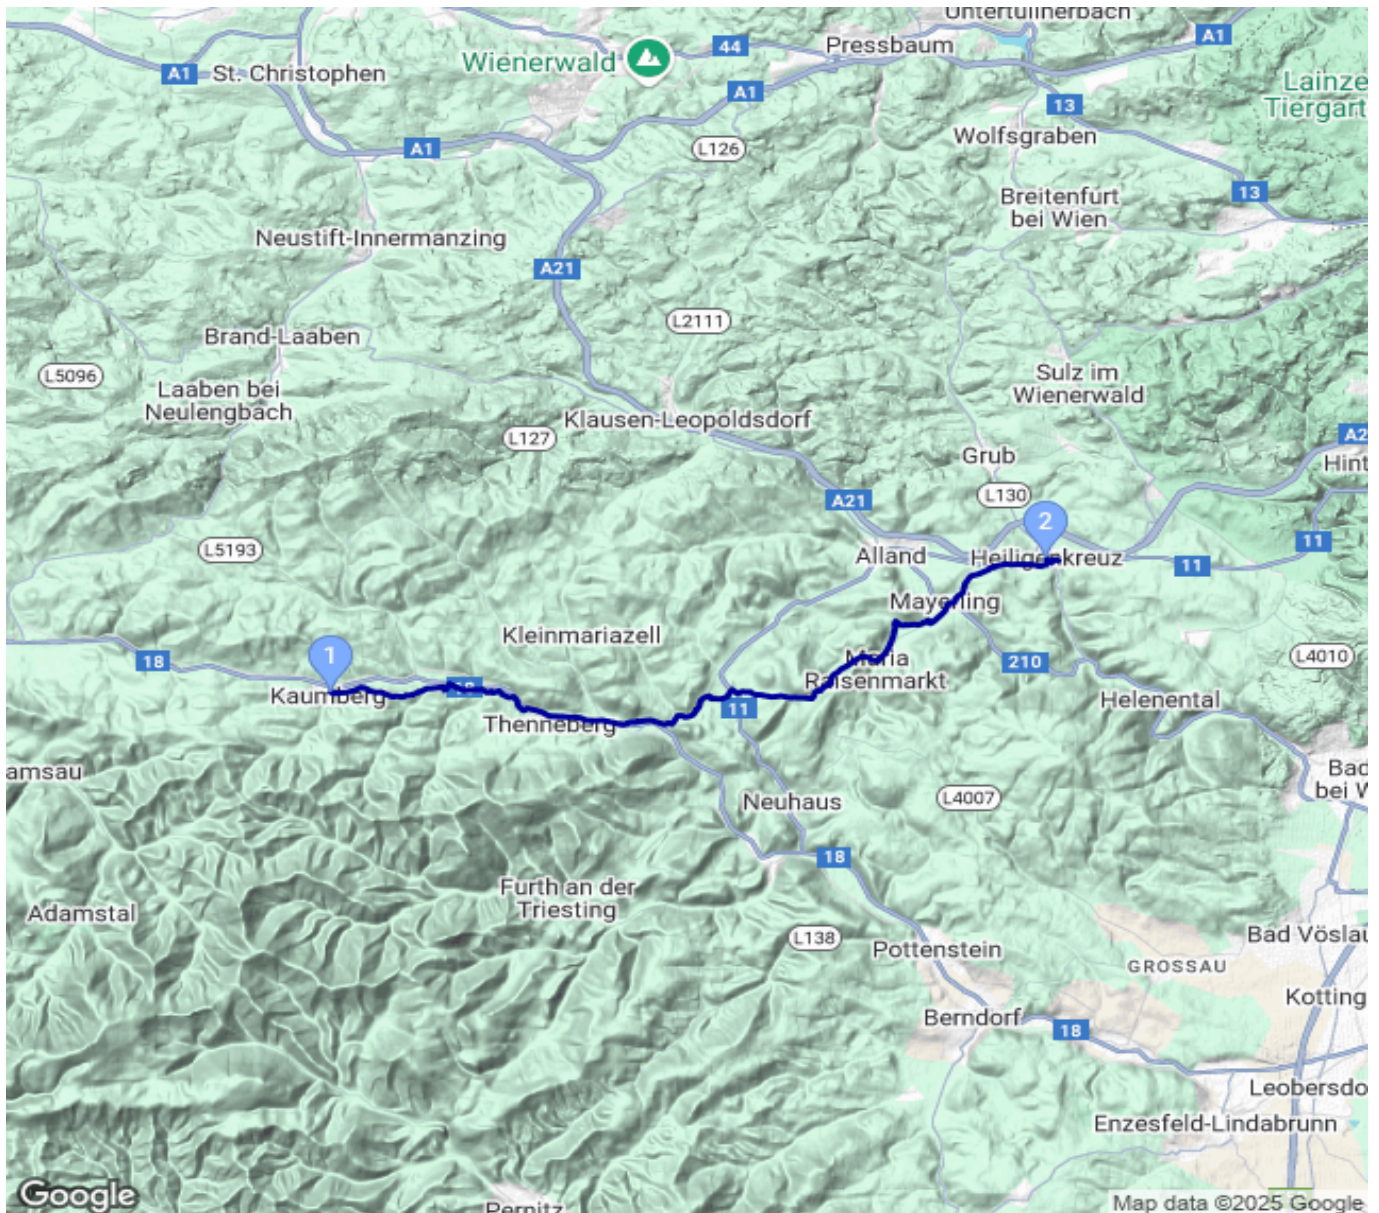 Untertullnerbach
Pressbaum
44
A1
A1
St. Christophen
Wienerwald
A1
13
Lainze
Tiergart
A1
L126
Wolfsgraben
13
Breitenfurt
bei Wien
Neustift-Innermanzing
A21
L2111
Brand-Laaben
L5096
Laaben bei
Neulengbach
Sulz im
Wienerwald
Klausen-Leopoldsdorf
L127
A2
Grub
Hint
L130
A21
2
L5193
Alland
Heiligenkreuz
11
11
Mayerling
Kleinmariazell
1
18
Maria
Raisenmarkt
210
L4010
Kaumberg
18
11
Helenental
Thenneberg
amsau
Bad
bei W
Neuhaus
L4007
18
Furth an der
Triesting
Adamstal
L138
Pottenstein
Bad Vöslau
GROSSAU
Kotting
Berndorf
18
Leobersdo
Enzesfeld-Lindabrunn
Google
Pernitz
Map data ©2025 Google